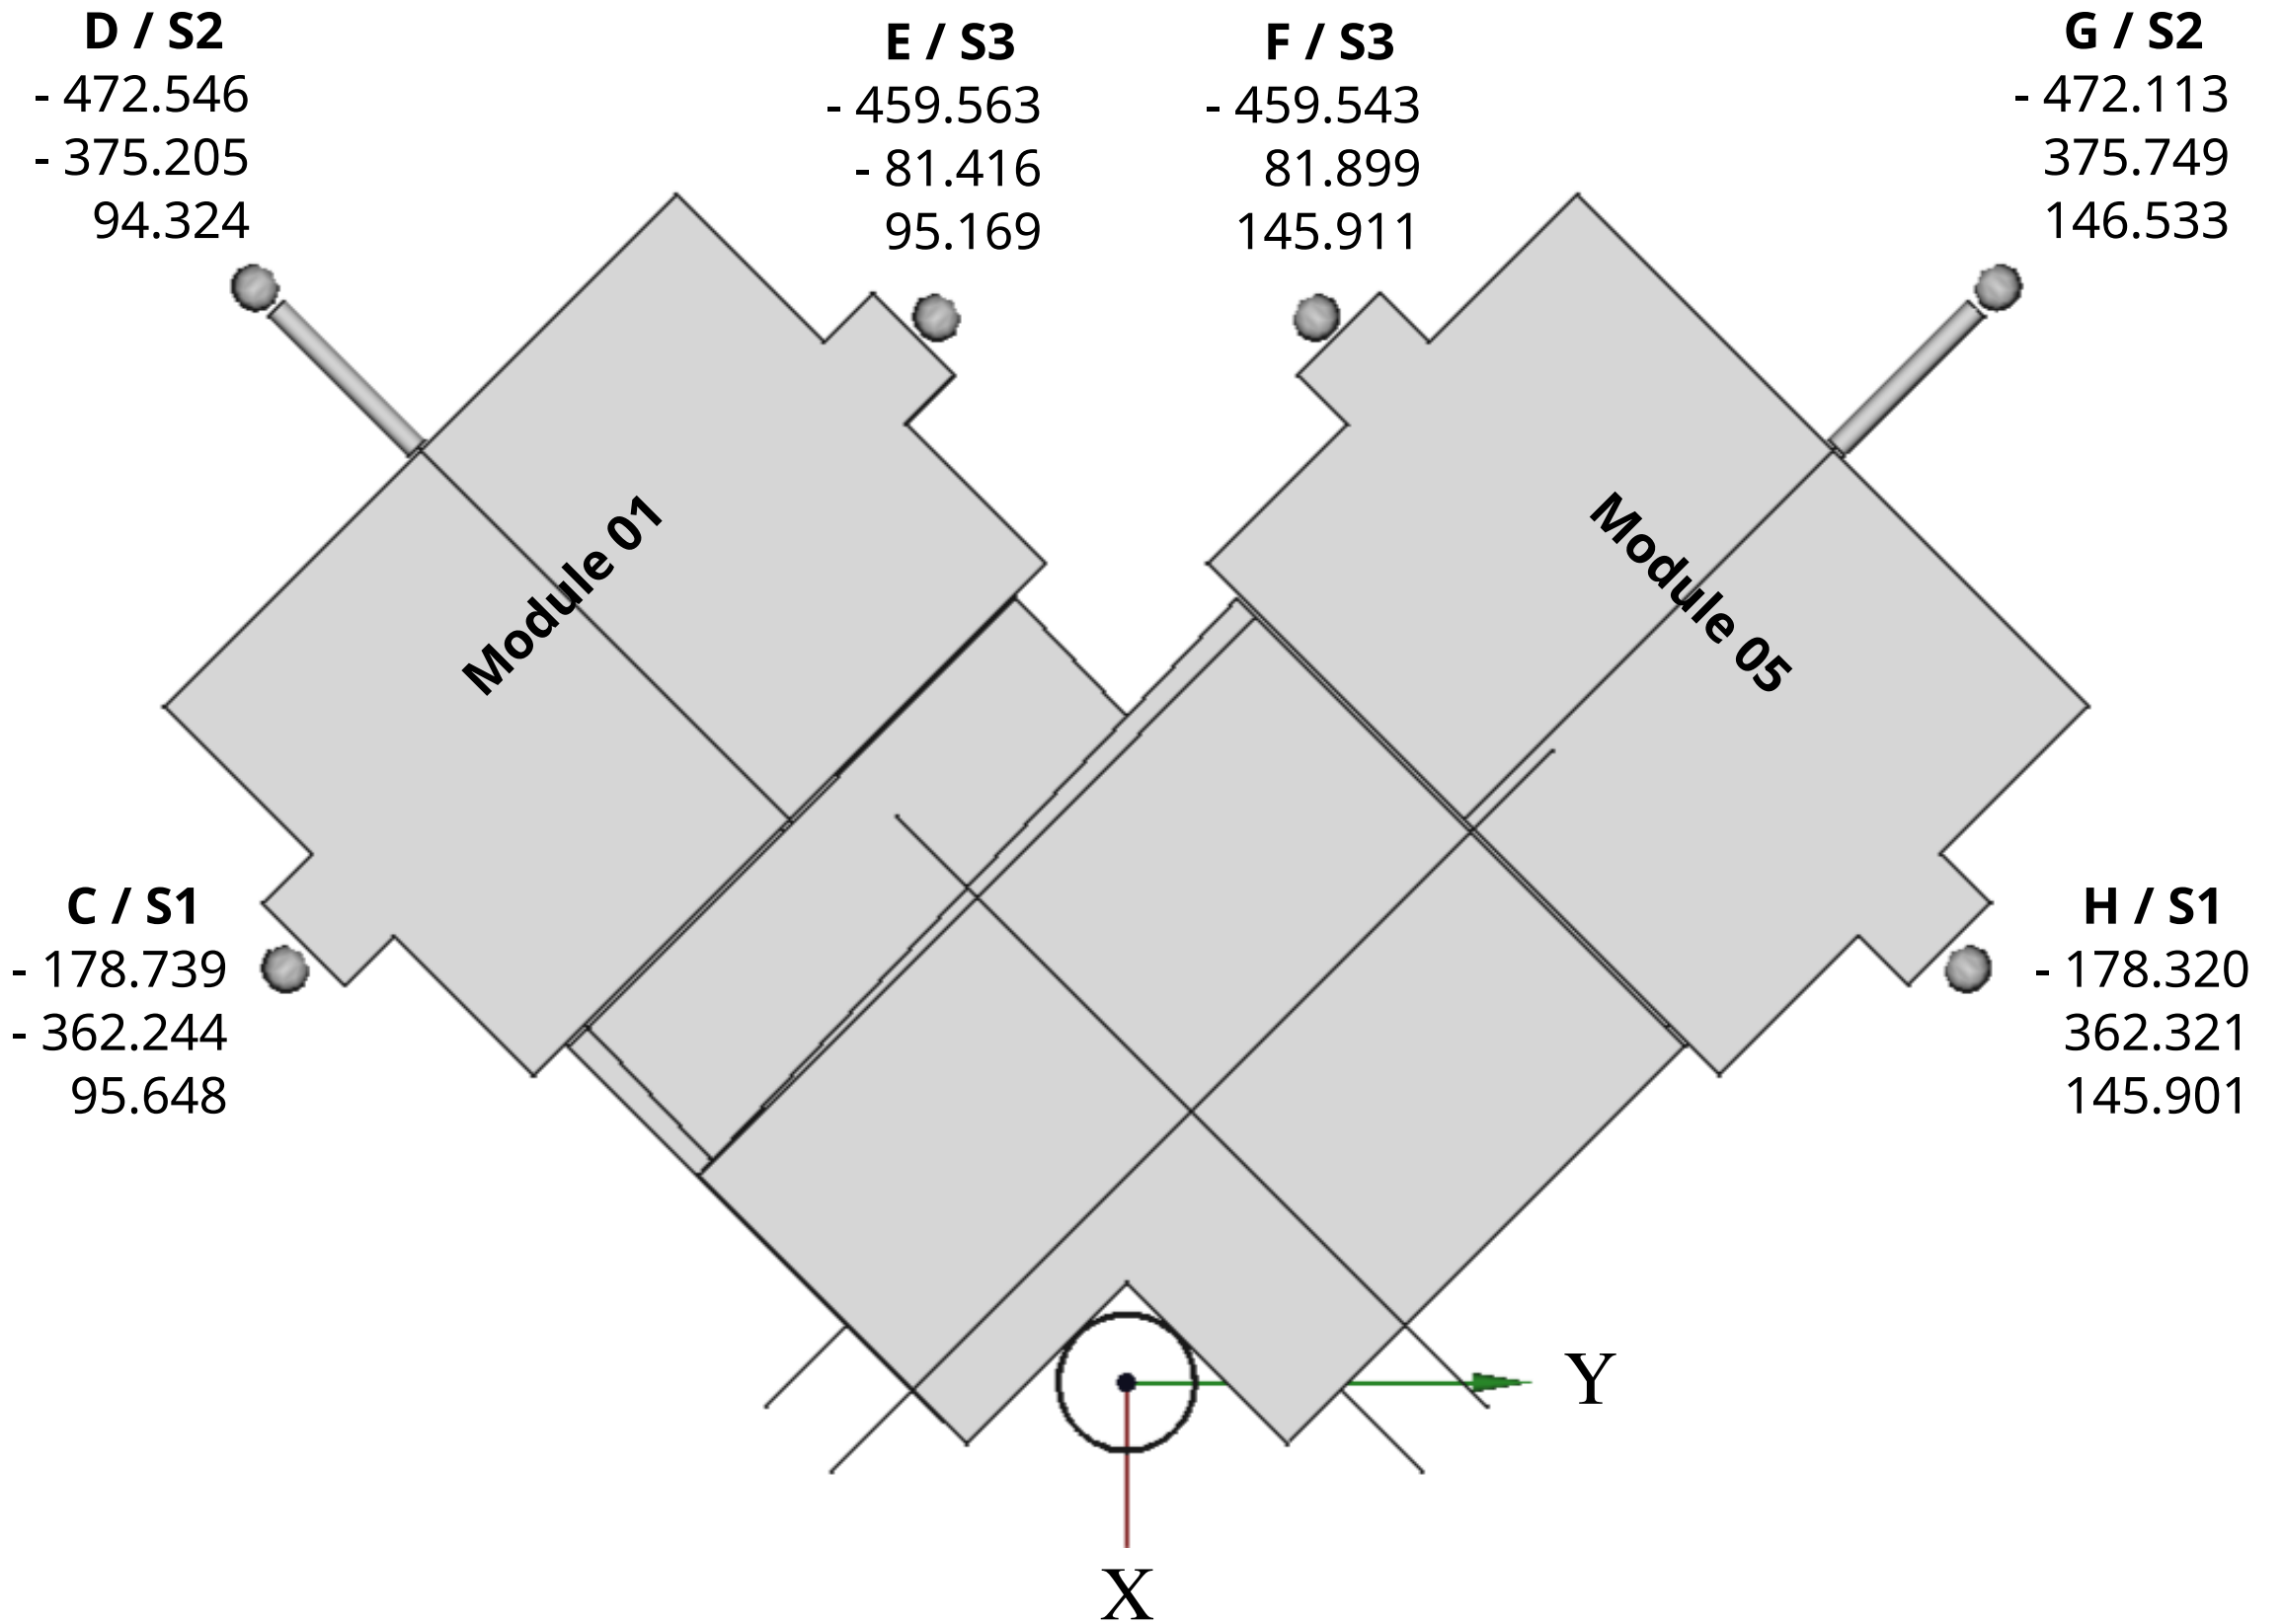 D / S2
- 472.546
- 375.205
94.324
E / S3
- 459.563
- 81.416
95.169
F / S3
- 459.543
81.899
145.911
G / S2
- 472.113
375.749
146.533
Module 01
Module 05
C / S1
- 178.739
- 362.244
95.648
H / S1
- 178.320
362.321
145.901
Y
X